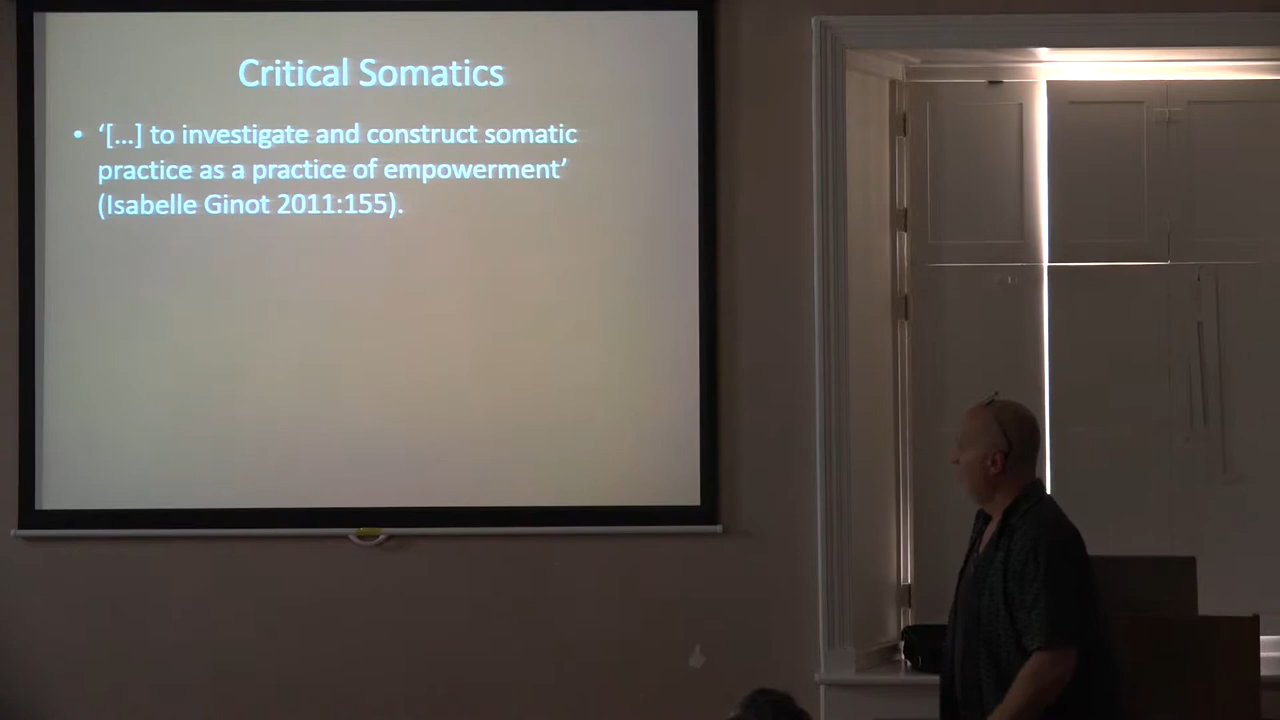 Critical Somatics
• ‘[...] to investigate and construct somatic
practice as a practice of empowerment’
(Isabelle Ginot 2011:155).